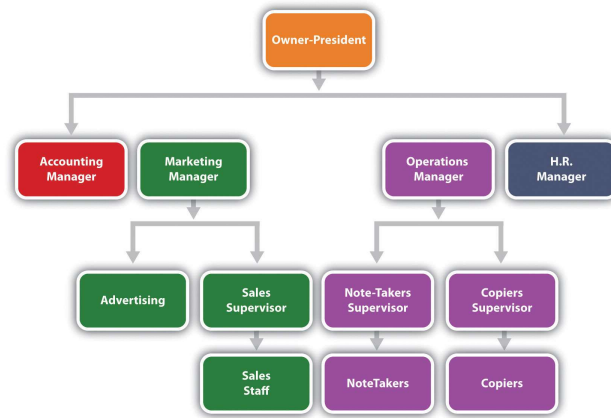 Owner-President
Accounting
Manager
Marketing
Manager
Operations
Manager
H.R.
Manager
Advertising
Sales
Supervisor
Note-Takers
Supervisor
Copiers
Supervisor
Sales
Staff
NoteTakers
Copiers